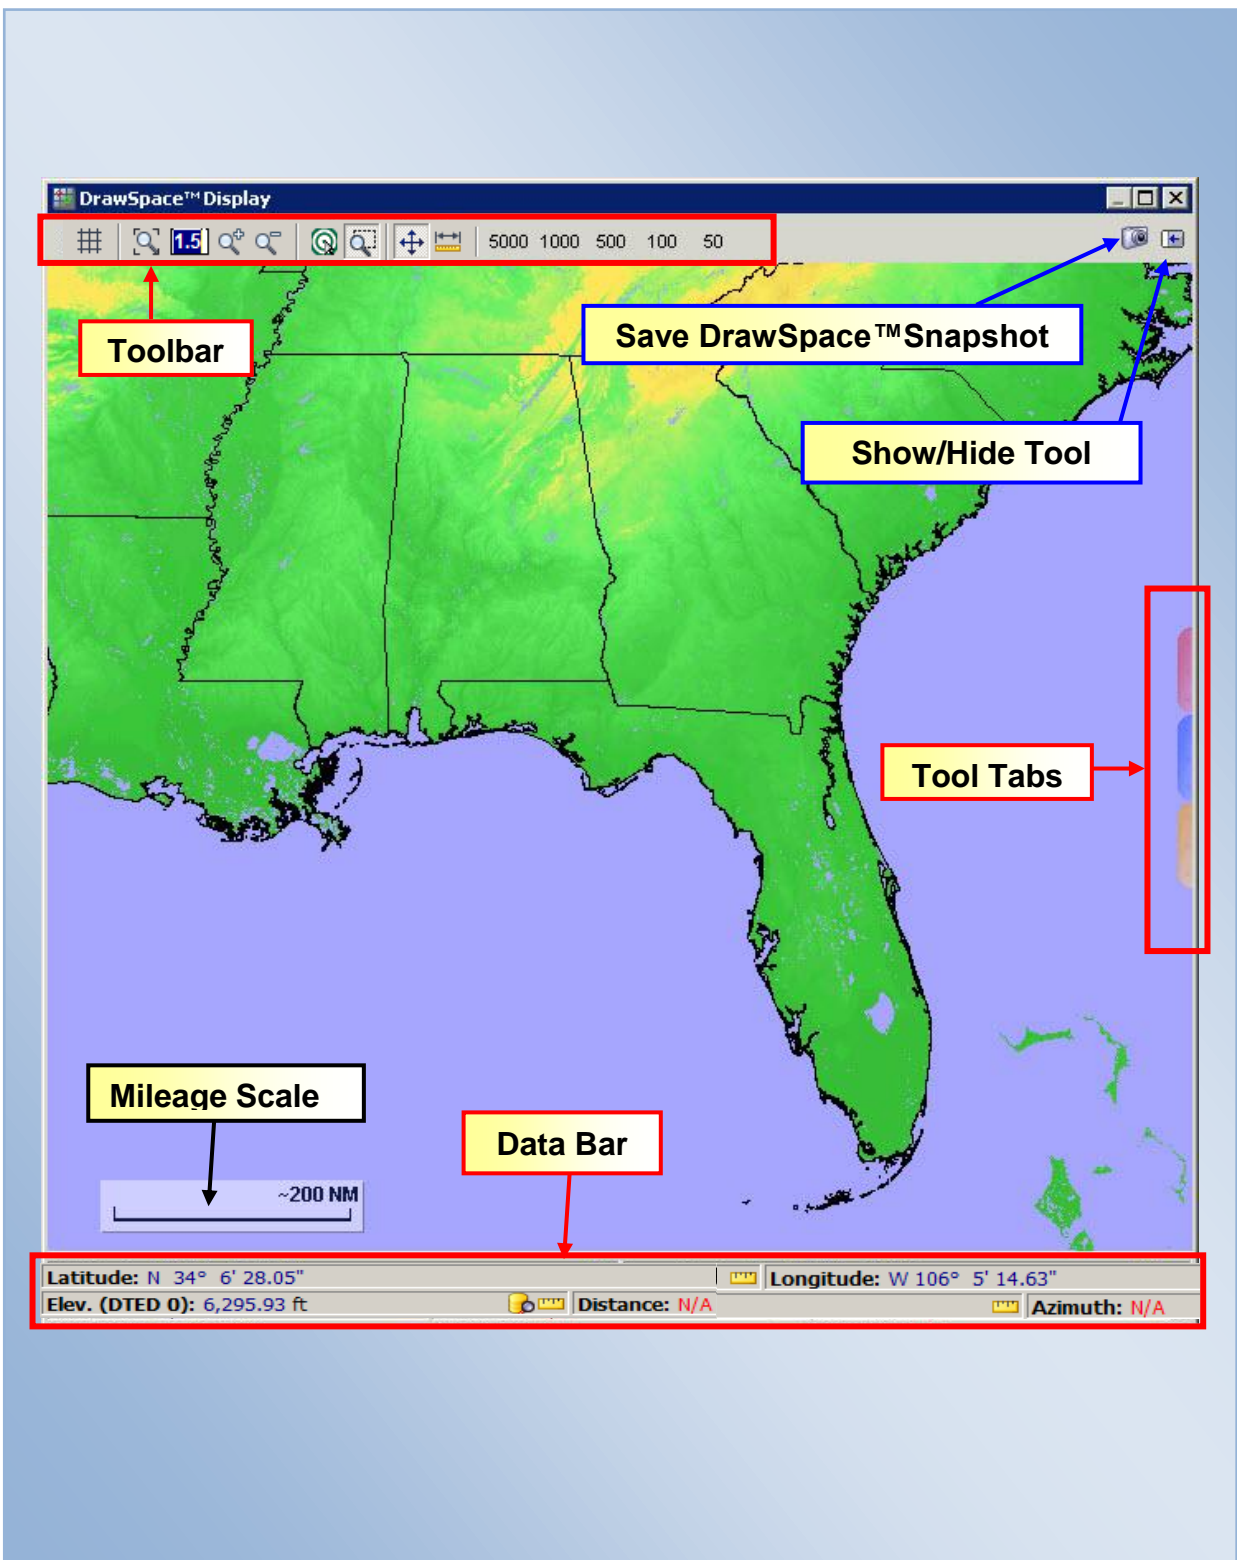 DrawSpace™ Display
1.5 5000 1000 500 100 50
Toolbar
Save DrawSpace™Snapshot
Show/Hide Tool
Tool Tabs
Mileage Scale
Data Bar
~200 NM
Latitude: N 34° 6' 28.05" Longitude: W 106° 5' 14.63"
Elev. (DTED 0): 6,295.93 ft Distance: N/A Azimuth: N/A